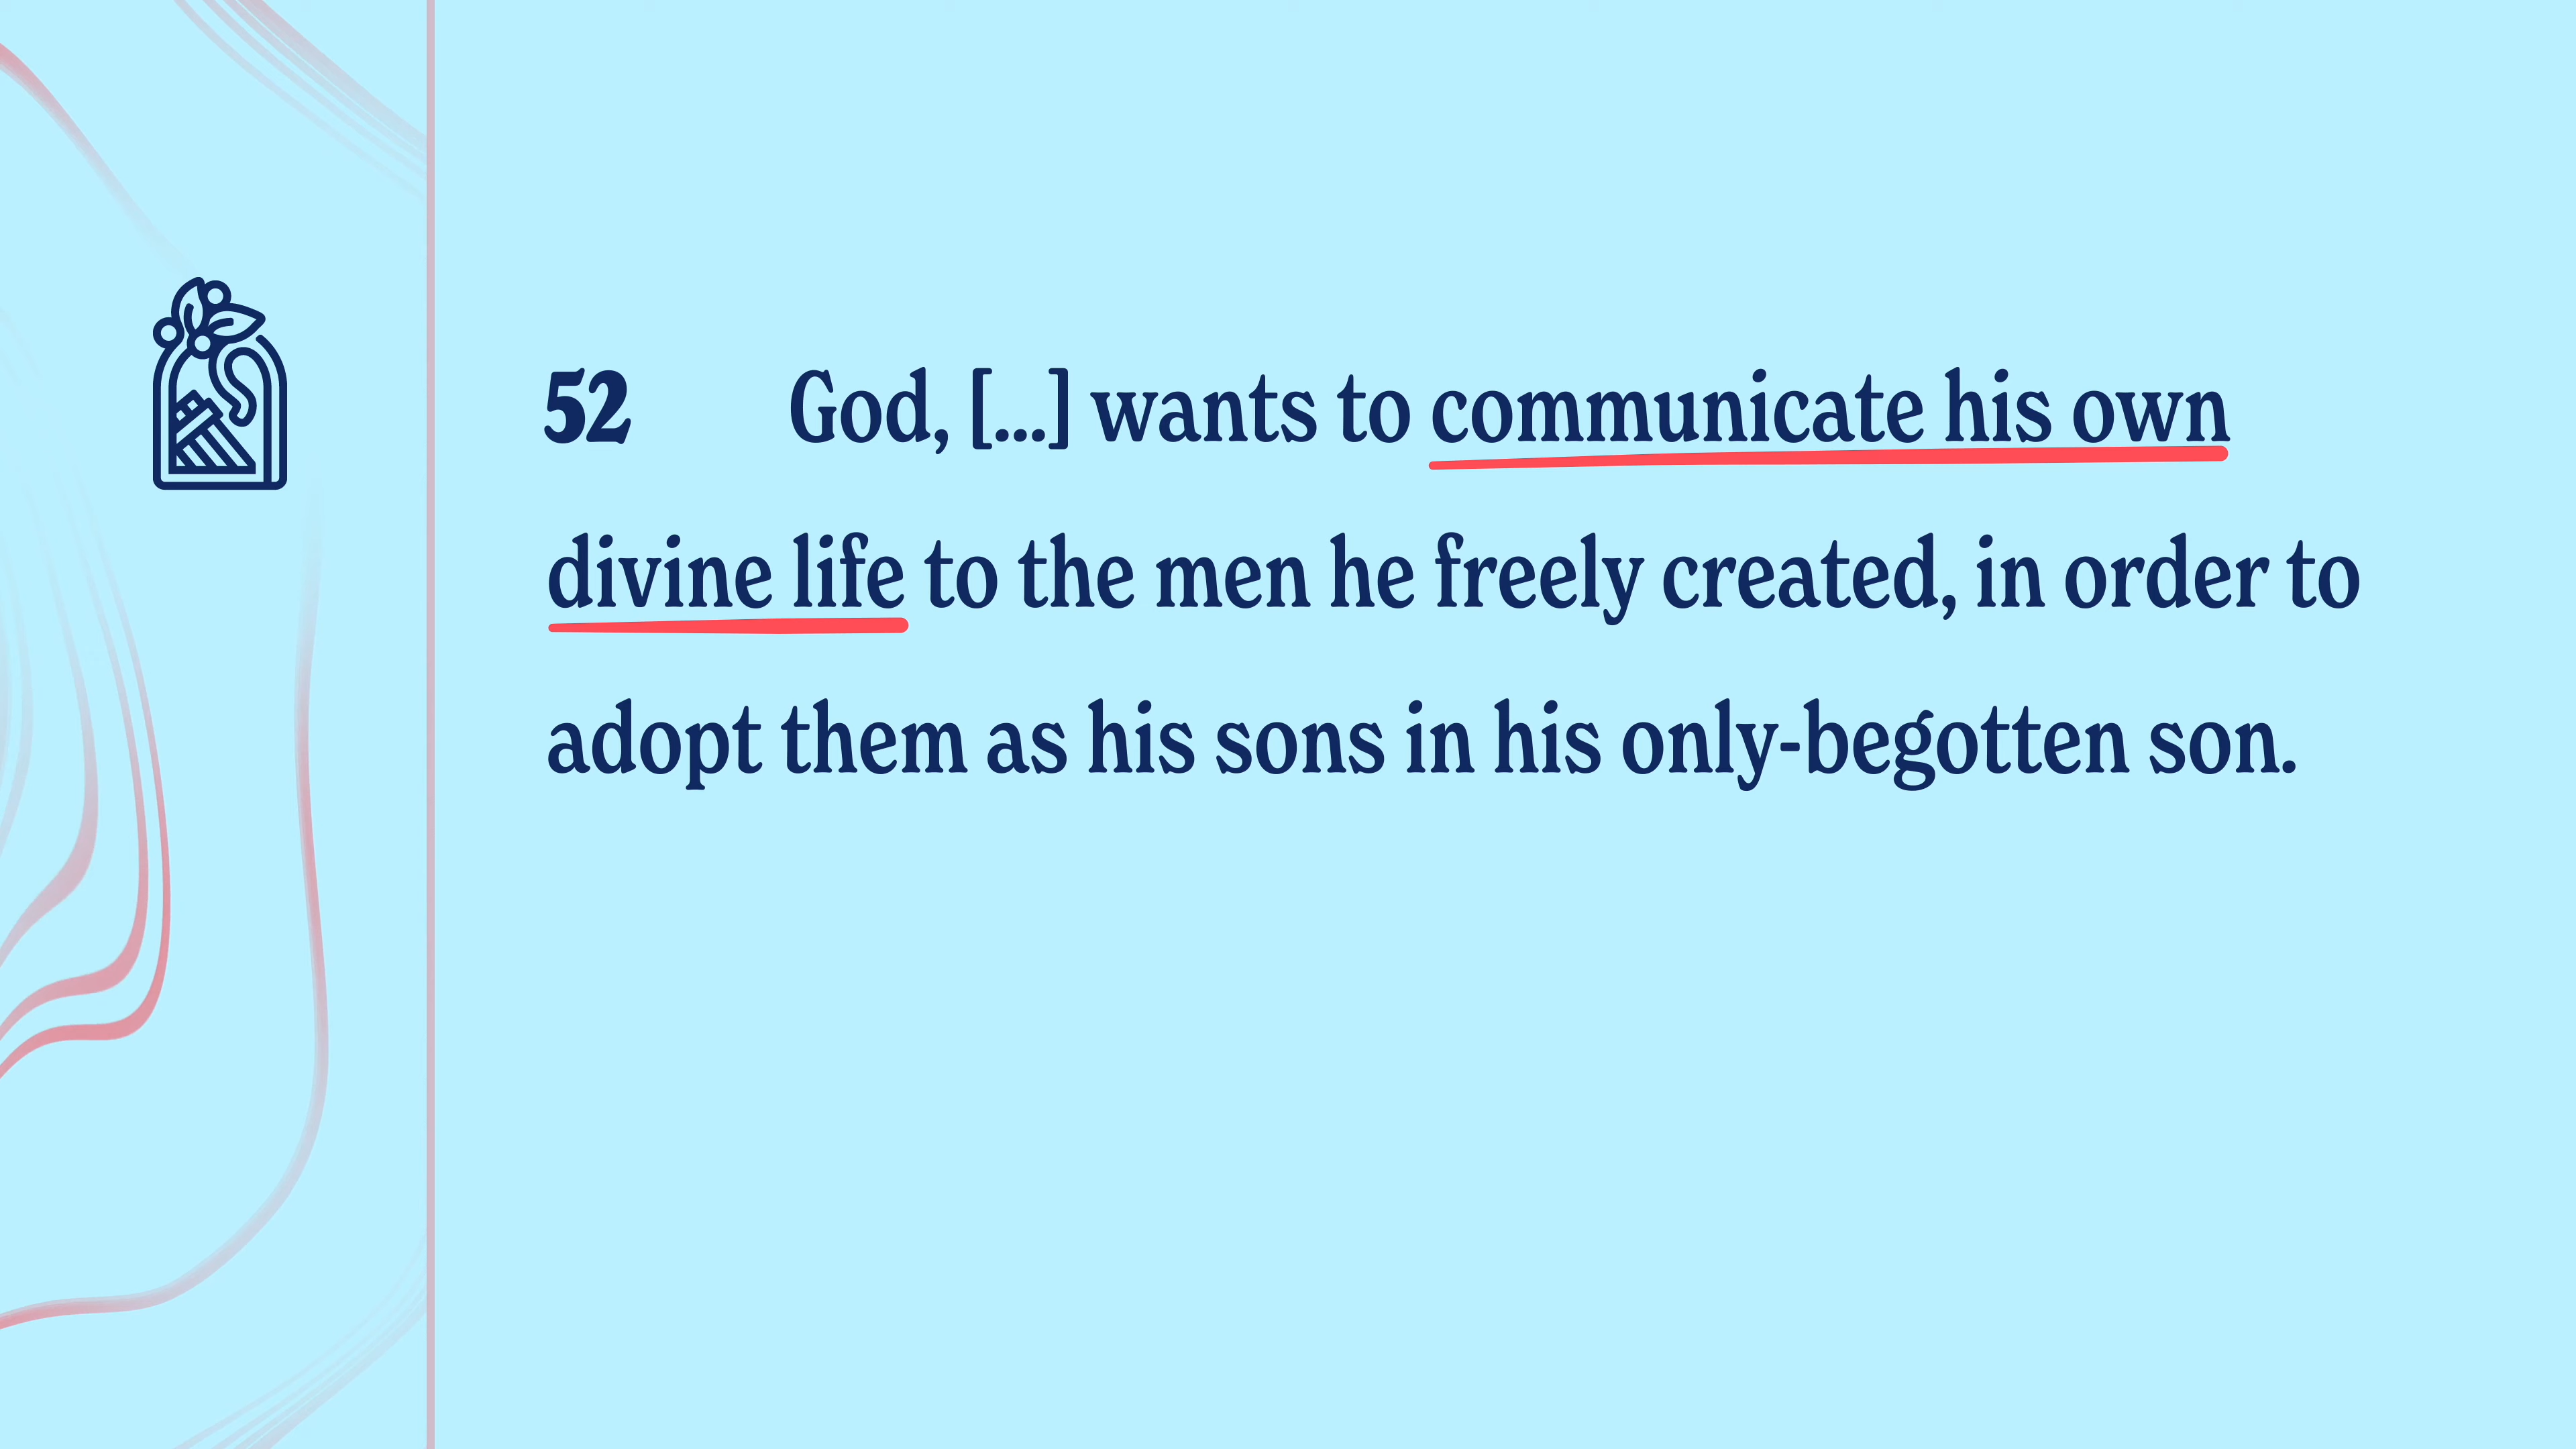 52 God, [...] wants to communicate his own
divine life to the men he freely created, in order to
adopt them as his sons in his only-begotten son.